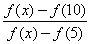 f(x) − f(10)
f(x) − f(5)